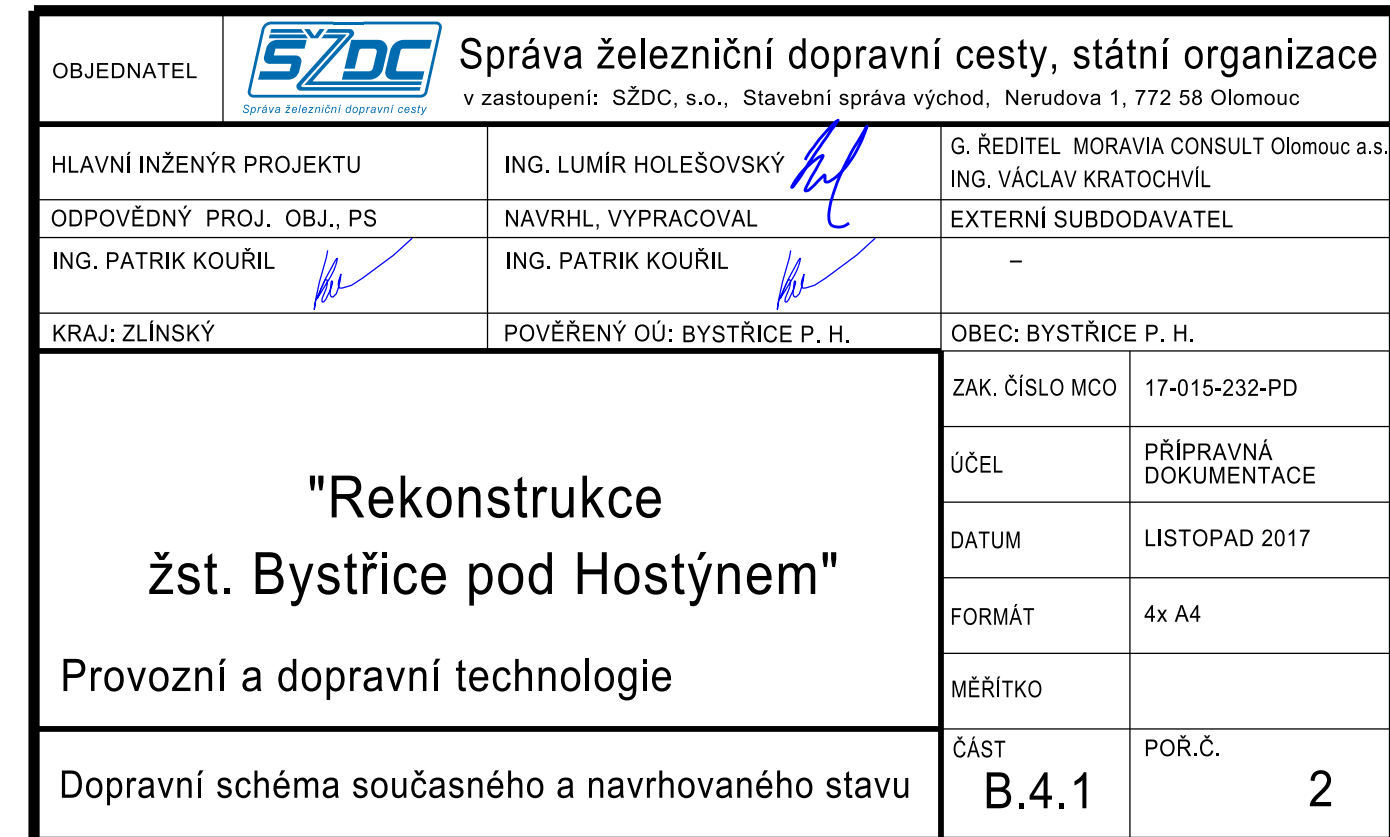 OBJEDNATEL
SŽDC
Správa železniční dopravní cesty
Správa železniční dopravní cesty, státní organizace
v zastoupení: SŽDC, s.o., Stavební správa východ, Nerudova 1, 772 58 Olomouc
HLAVNÍ INŽENÝR PROJEKTU
ING. LUMÍR HOLEŠOVSKÝ
G. ŘEDITEL MORAVIA CONSULT Olomouc a.s.
ING. VÁCLAV KRATOCHVÍL
ODPOVĚDNÝ PROJ. OBJ., PS
NAVRHL, VYPRACOVAL
EXTERNÍ SUBDODAVATEL
ING. PATRIK KOUŘIL
ING. PATRIK KOUŘIL
–
KRAJ: ZLÍNSKÝ
POVĚŘENÝ OÚ: BYSTŘICE P. H.
OBEC: BYSTŘICE P. H.
"Rekonstrukce
žst. Bystřice pod Hostýnem"
Provozní a dopravní technologie
Dopravní schéma současného a navrhovaného stavu
ZAK. ČÍSLO MCO
17-015-232-PD
ÚČEL
PŘÍPRAVNÁ
DOKUMENTACE
DATUM
LISTOPAD 2017
FORMÁT
4x A4
MĚŘÍTKO
ČÁST
B.4.1
POŘ.Č.
2